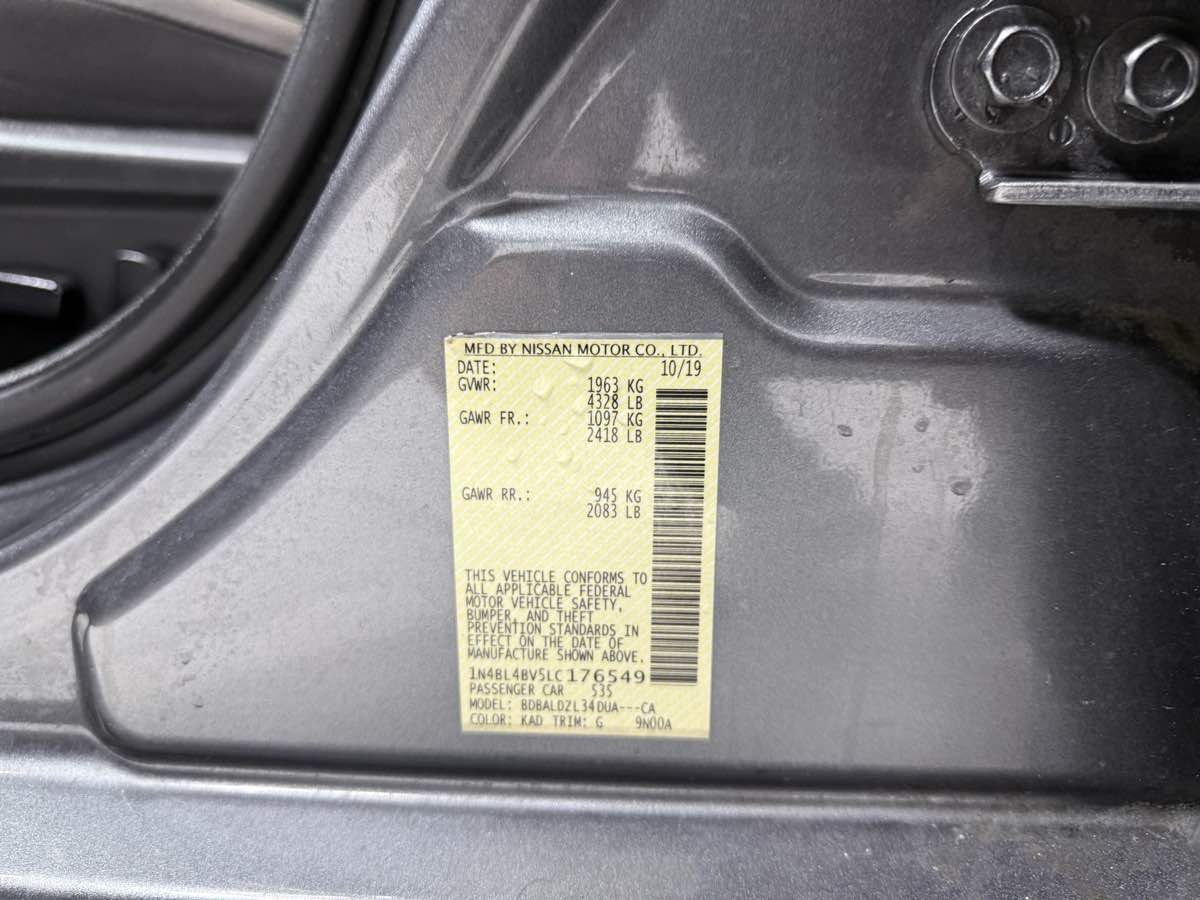 MFD BY NISSAN MOTOR CO., LTD.
DATE: 10/19
GVWR: 1963 KG
4328 LB
GAWR FR.: 1097 KG
2418 LB
GAWR RR.: 945 KG
2083 LB
THIS VEHICLE CONFORMS TO
ALL APPLICABLE FEDERAL
MOTOR VEHICLE SAFETY,
BUMPER, AND THEFT
PREVENTION STANDARDS IN
EFFECT ON THE DATE OF
MANUFACTURE SHOWN ABOVE.
1N4BL4BV5LC176549
PASSENGER CAR 535
MODEL: BDBALDZL34DUA---CA
COLOR: KAD TRIM: G 9N00A